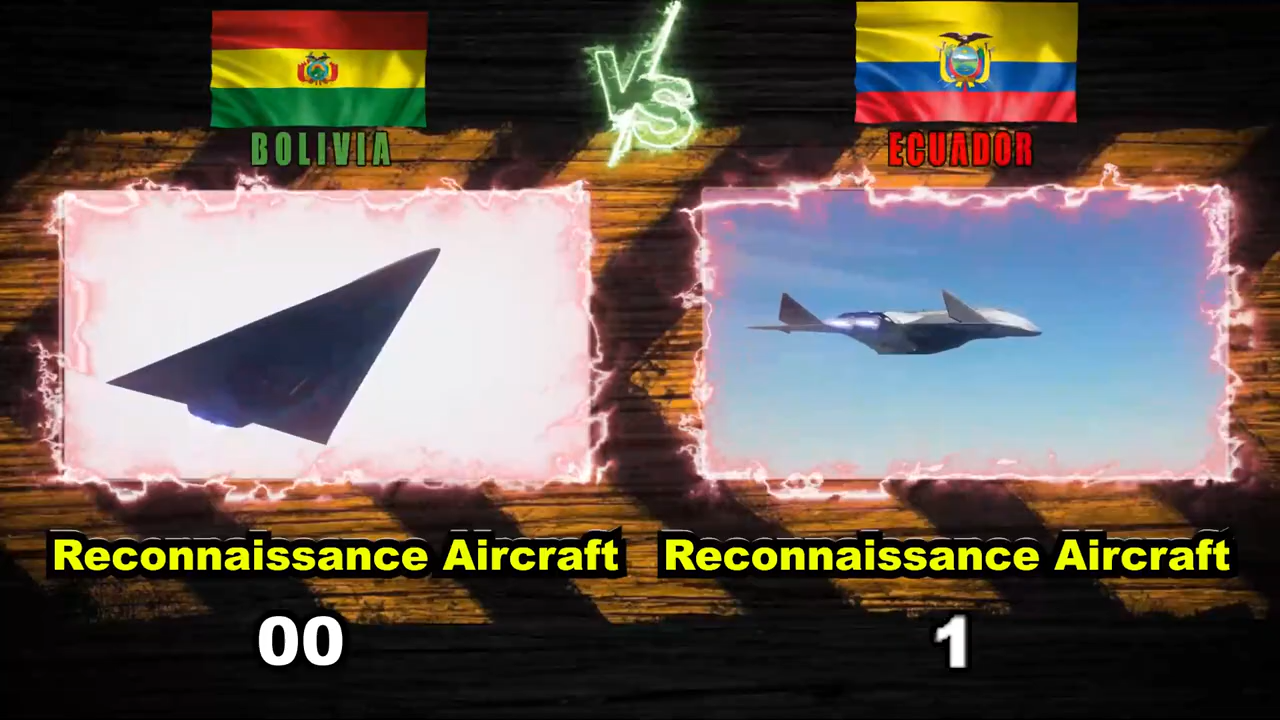 VS
BOLIVIA
ECUADOR
Reconnaissance Aircraft
Reconnaissance Aircraft
00
1